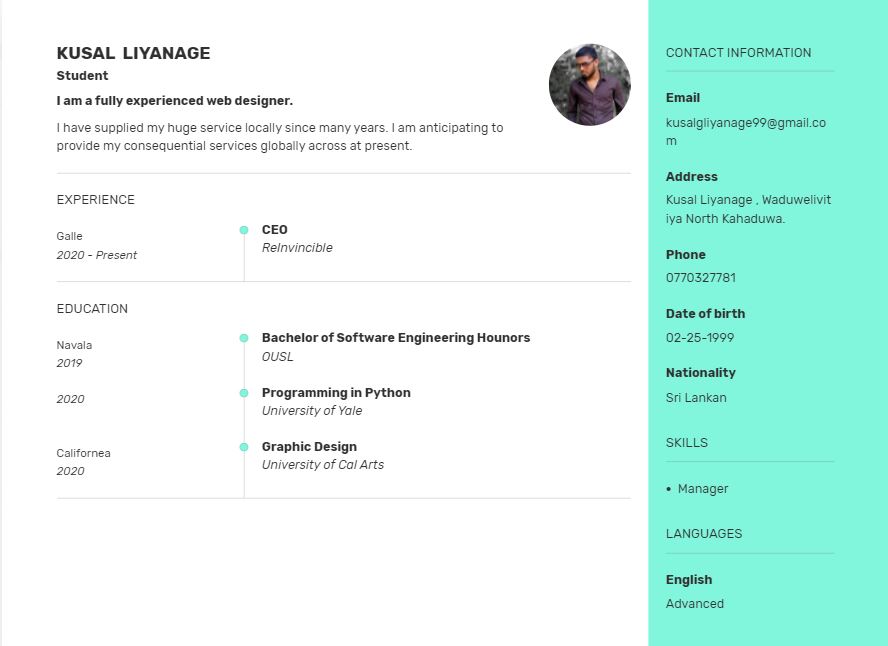 KUSAL LIYANAGE
Student
I am a fully experienced web designer.
I have supplied my huge service locally since many years. I am anticipating to
provide my consequential services globally across at present.
EXPERIENCE
Galle
2020 - Present
CEO
ReInvincible
EDUCATION
Navala
2019
Bachelor of Software Engineering Hounors
OUSL
2020
Programming in Python
University of Yale
Californea
2020
Graphic Design
University of Cal Arts
CONTACT INFORMATION
Email
kusalgliyanage99@gmail.co
m
Address
Kusal Liyanage , Waduwelivit
iya North Kahaduwa.
Phone
0770327781
Date of birth
02-25-1999
Nationality
Sri Lankan
SKILLS
• Manager
LANGUAGES
English
Advanced